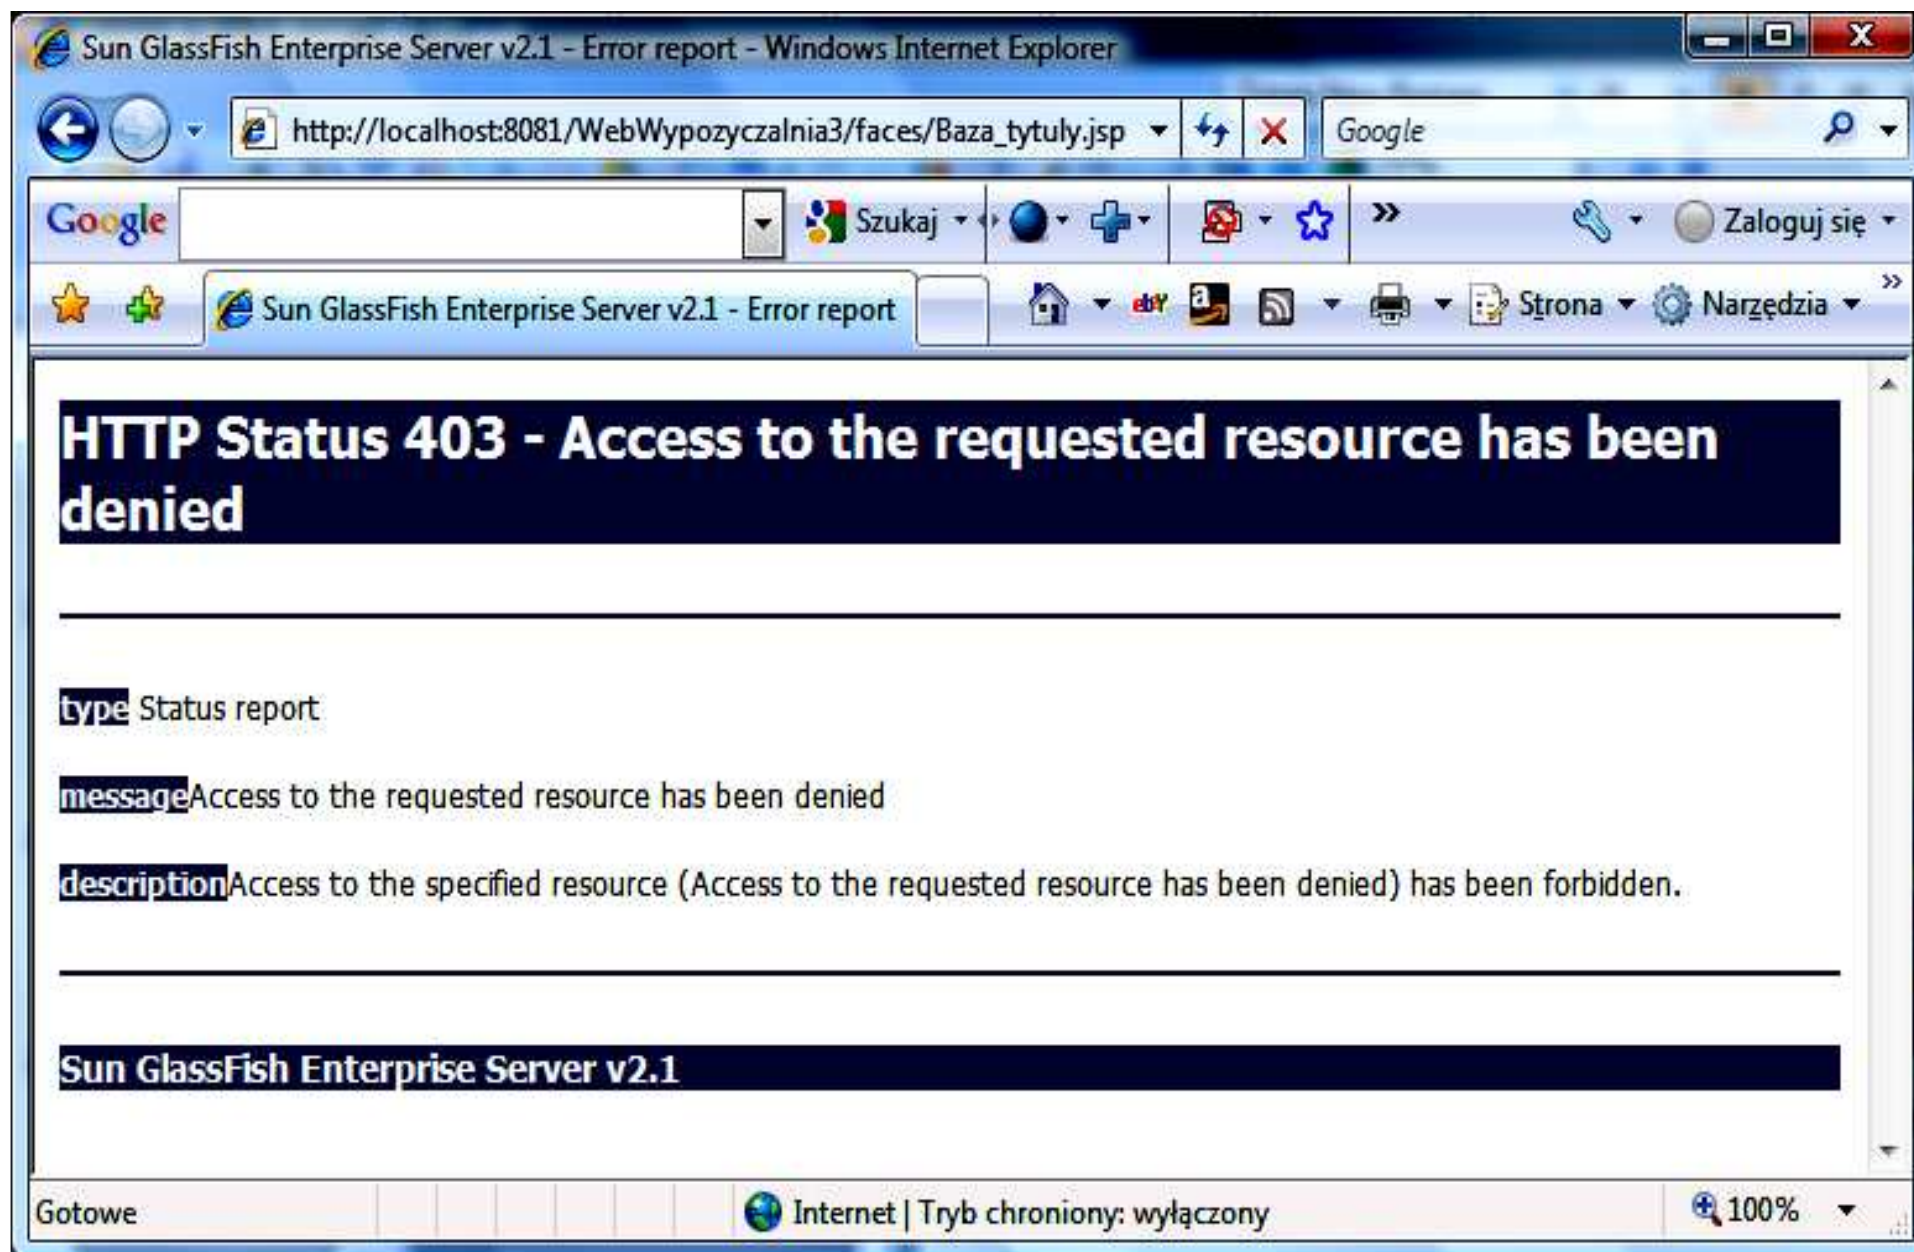 Sun GlassFish Enterprise Server v2.1 - Error report - Windows Internet Explorer
http://localhost:8081/WebWypozyczalnia3/faces/Baza_tytuly.jsp
Google
Google
Szukaj
Zaloguj się
Sun GlassFish Enterprise Server v2.1 - Error report
ebY
a
Strona
Narzędzia
HTTP Status 403 - Access to the requested resource has been
denied
type Status report
messageAccess to the requested resource has been denied
descriptionAccess to the specified resource (Access to the requested resource has been denied) has been forbidden.
Sun GlassFish Enterprise Server v2.1
Gotowe
Internet | Tryb chroniony: wyłączony
100%